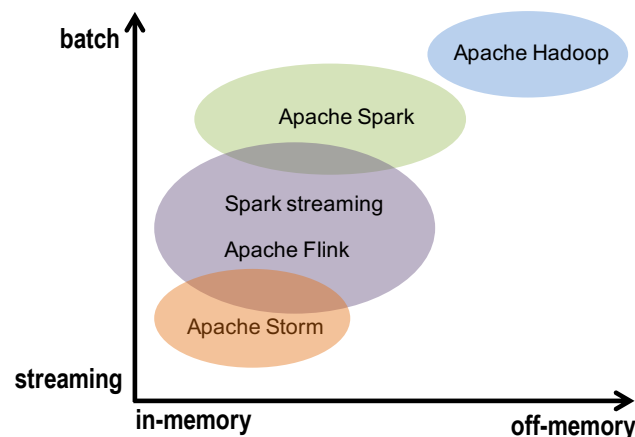 batch
Apache Hadoop
Apache Spark
Spark streaming
Apache Flink
Apache Storm
streaming
in-memory
off-memory